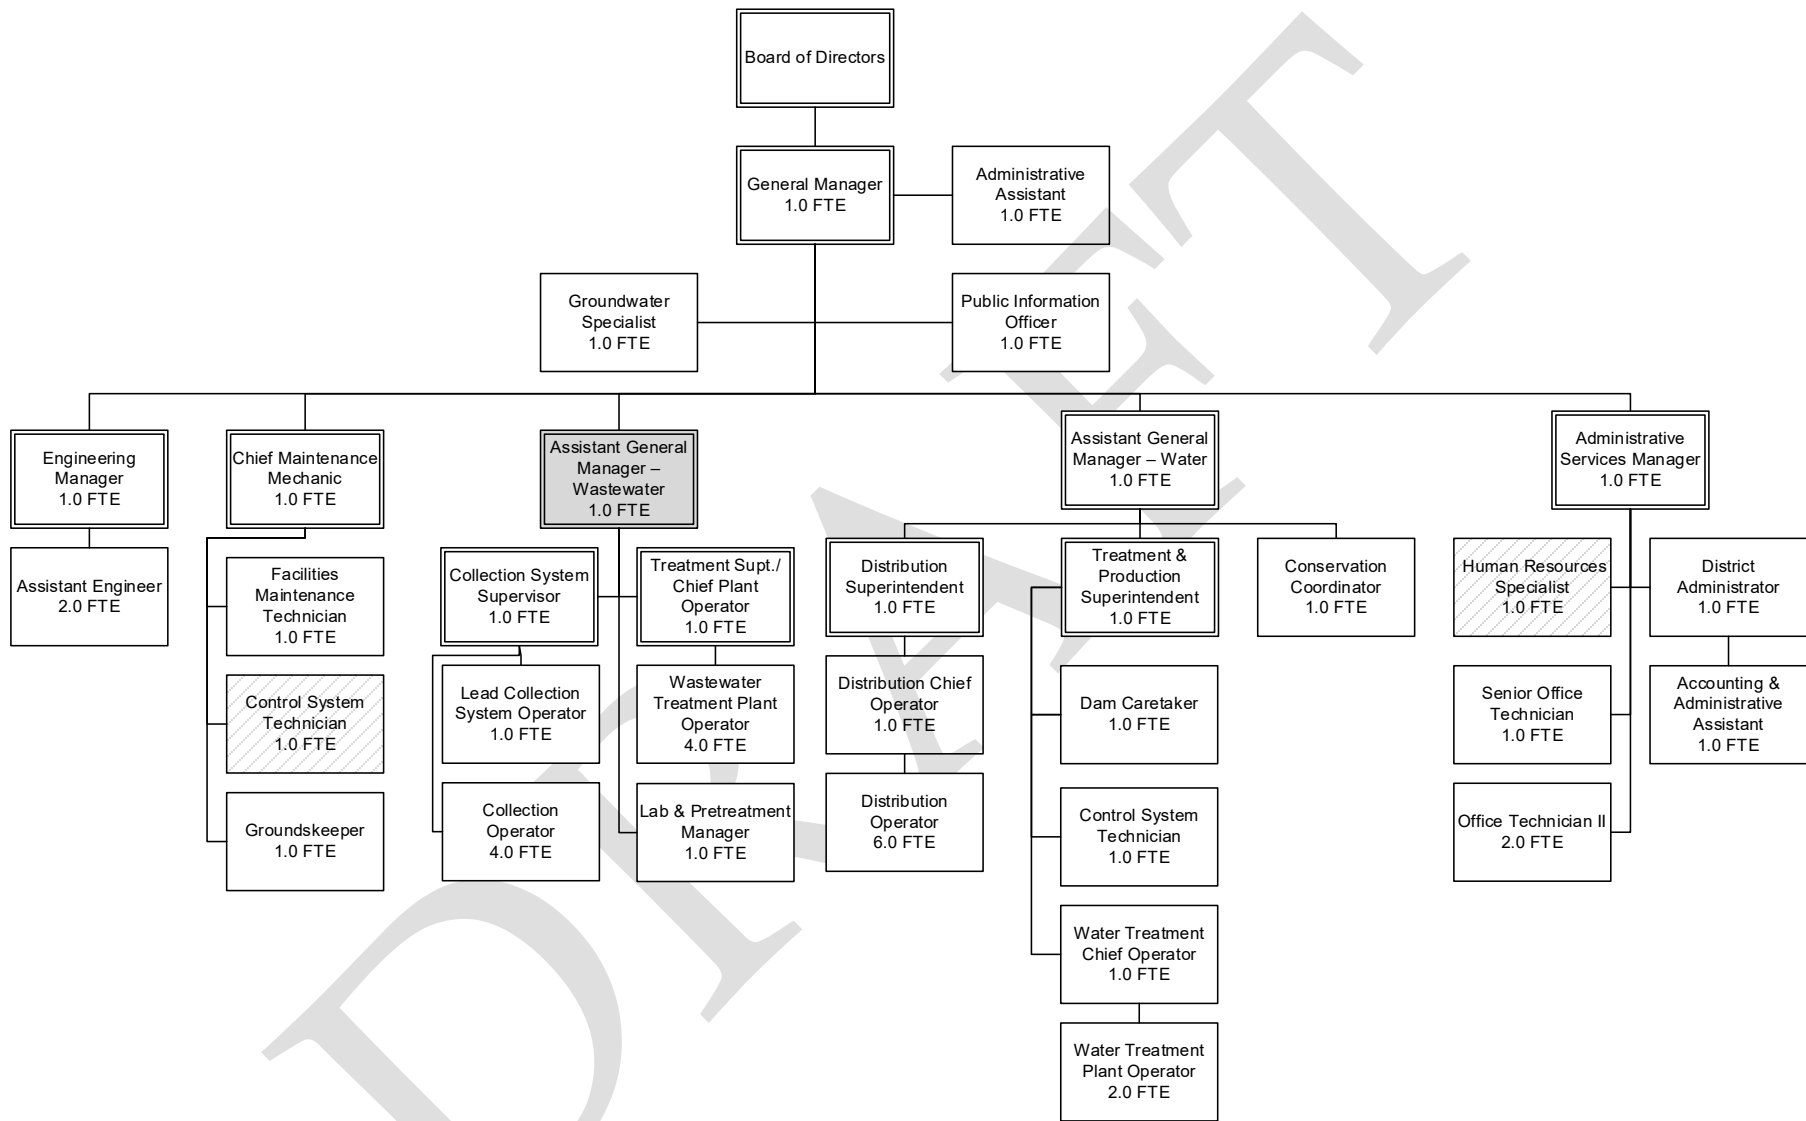 Board of Directors
General Manager
1.0 FTE
Administrative
Assistant
1.0 FTE
Groundwater
Specialist
1.0 FTE
Public Information
Officer
1.0 FTE
Engineering
Manager
1.0 FTE
Chief Maintenance
Mechanic
1.0 FTE
Assistant General
Manager –
Wastewater
1.0 FTE
Assistant General
Manager – Water
1.0 FTE
Administrative
Services Manager
1.0 FTE
Assistant Engineer
2.0 FTE
Facilities
Maintenance
Technician
1.0 FTE
Control System
Technician
1.0 FTE
Groundskeeper
1.0 FTE
Collection System
Supervisor
1.0 FTE
Treatment Supt./
Chief Plant
Operator
1.0 FTE
Lead Collection
System Operator
1.0 FTE
Wastewater
Treatment Plant
Operator
4.0 FTE
Collection
Operator
4.0 FTE
Lab & Pretreatment
Manager
1.0 FTE
Distribution
Superintendent
1.0 FTE
Distribution Chief
Operator
1.0 FTE
Distribution
Operator
6.0 FTE
Treatment &
Production
Superintendent
1.0 FTE
Dam Caretaker
1.0 FTE
Control System
Technician
1.0 FTE
Water Treatment
Chief Operator
1.0 FTE
Water Treatment
Plant Operator
2.0 FTE
Conservation
Coordinator
1.0 FTE
Human Resources
Specialist
1.0 FTE
District
Administrator
1.0 FTE
Senior Office
Technician
1.0 FTE
Accounting &
Administrative
Assistant
1.0 FTE
Office Technician II
2.0 FTE
DRAFT